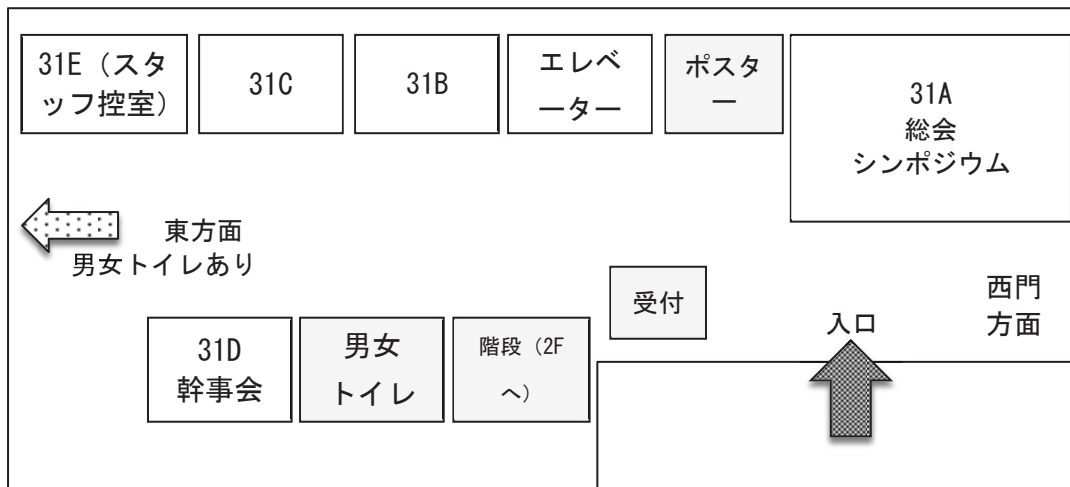 31E（スタ
ッフ控室）
31C
31B
エレベ
ーター
ポスタ
ー
31A
総会
シンポジウム
東方面
男女トイレあり
受付
入口
西門
方面
31D
幹事会
男女
トイレ
階段（2F
へ）